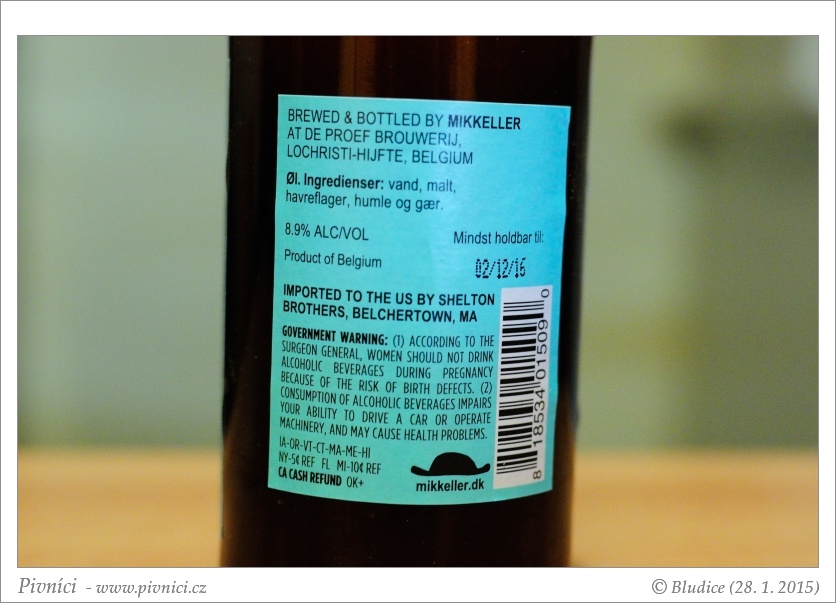 BREWED & BOTTLED BY MIKKELLER
AT DE PROEF BROUWERIJ,
LOCHRISTI-HIJFTE, BELGIUM
Øl. Ingredienser: vand, malt,
havreflager, humle og gær.
8.9% ALC/VOL
Mindst holdbar til:
Product of Belgium
02/12/16
IMPORTED TO THE US BY SHELTON
BROTHERS, BELCHERTOWN, MA
GOVERNMENT WARNING: (1) ACCORDING TO THE
SURGEON GENERAL, WOMEN SHOULD NOT DRINK
ALCOHOLIC BEVERAGES DURING PREGNANCY
BECAUSE OF THE RISK OF BIRTH DEFECTS. (2)
CONSUMPTION OF ALCOHOLIC BEVERAGES IMPAIRS
YOUR ABILITY TO DRIVE A CAR OR OPERATE
MACHINERY, AND MAY CAUSE HEALTH PROBLEMS.
IA-OR-VT-CT-MA-ME-HI
NY-5¢ REF FL MI-10¢ REF
CA CASH REFUND OK+
mikkeller.dk
8 18534 01509 0
Pivníci - www.pivnici.cz
© Bludice (28. 1. 2015)